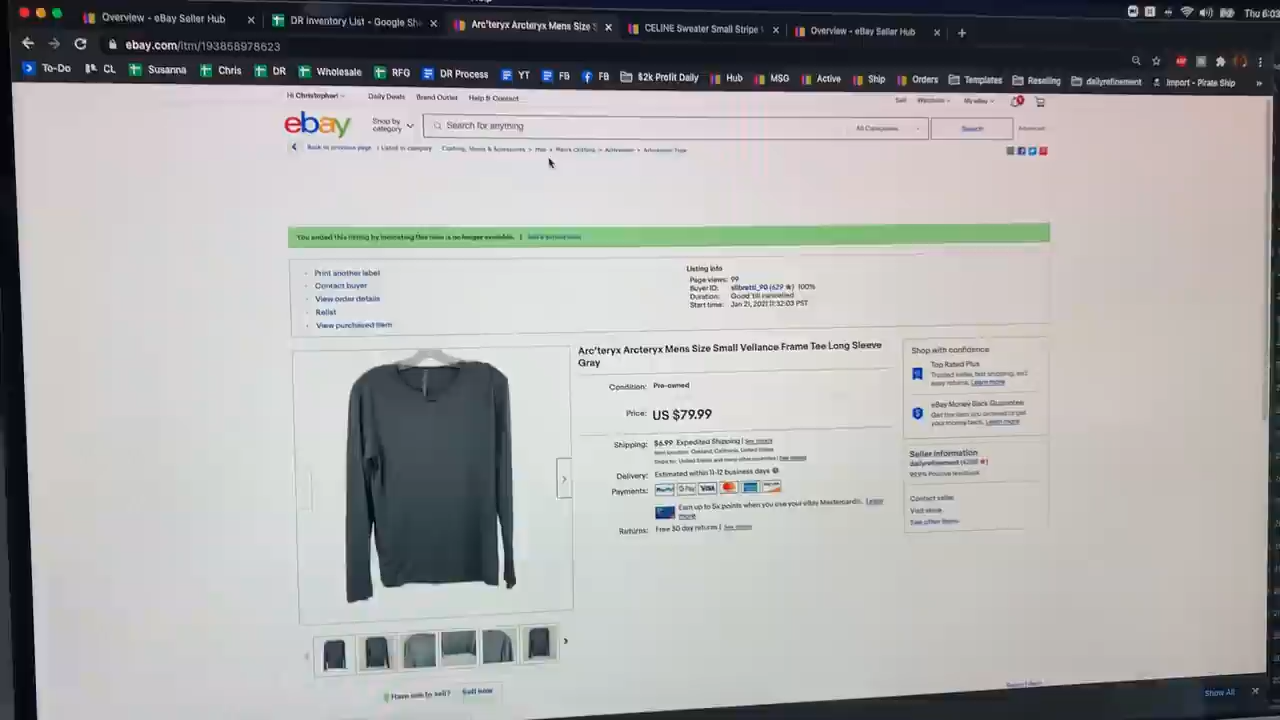 Thu 6:03
Overview - eBay Seller Hub
DR Inventory List - Google She
Arc'teryx Arcteryx Mens Size S
CELINE Sweater Small Stripe
Overview - eBay Seller Hub
ebay.com/itm/193858978623
To-Do
CL
Susanna
Chris
DR
Wholesale
RFG
DR Process
YT
FB
FB
$2k Profit Daily
Hub
MSG
Active
Ship
Orders
Templates
Reselling
dailyrefinement
Import - Pirate Ship
Hi Christopher!
Daily Deals
Brand Outlet
Help & Contact
Sell
Watchlist
My eBay
ebay
Shop by category
Search for anything
All Categories
Search
Advanced
Back to previous page | Listed in category
Clothing, Shoes & Accessories > Men > Men's Clothing > Activewear > Activewear Tops
You ended this listing by indicating this item is no longer available. |
Print another label
Contact buyer
View order details
Relist
View purchased item
Listing info
Page views: 99
Buyer ID: slibretti_90 (629 ★) 100%
Duration: Good 'till cancelled
Start time: Jan 21, 2021 11:32:03 PST
Arc'teryx Arcteryx Mens Size Small Veilance Frame Tee Long Sleeve
Gray
Condition: Pre-owned
Price: US $79.99
Shipping: $6.99 Expedited Shipping | See details
Item location: Oakland, California, United States
Ships to: United States and many other countries | See details
Delivery: Estimated within 11-12 business days
Payments: PayPal G Pay VISA
Earn up to 5x points when you use your eBay Mastercard®. Learn
more
Returns: Free 30 day returns | See details
Shop with confidence
Top Rated Plus
Trusted seller, fast shipping, and
easy returns. Learn more
eBay Money Back Guarantee
Get the item you ordered or get
your money back. Learn more
Seller information
dailyrefinement (4288 ★)
Positive feedback
Contact seller
Visit store
See other items
Have one to sell? Sell now
Show All